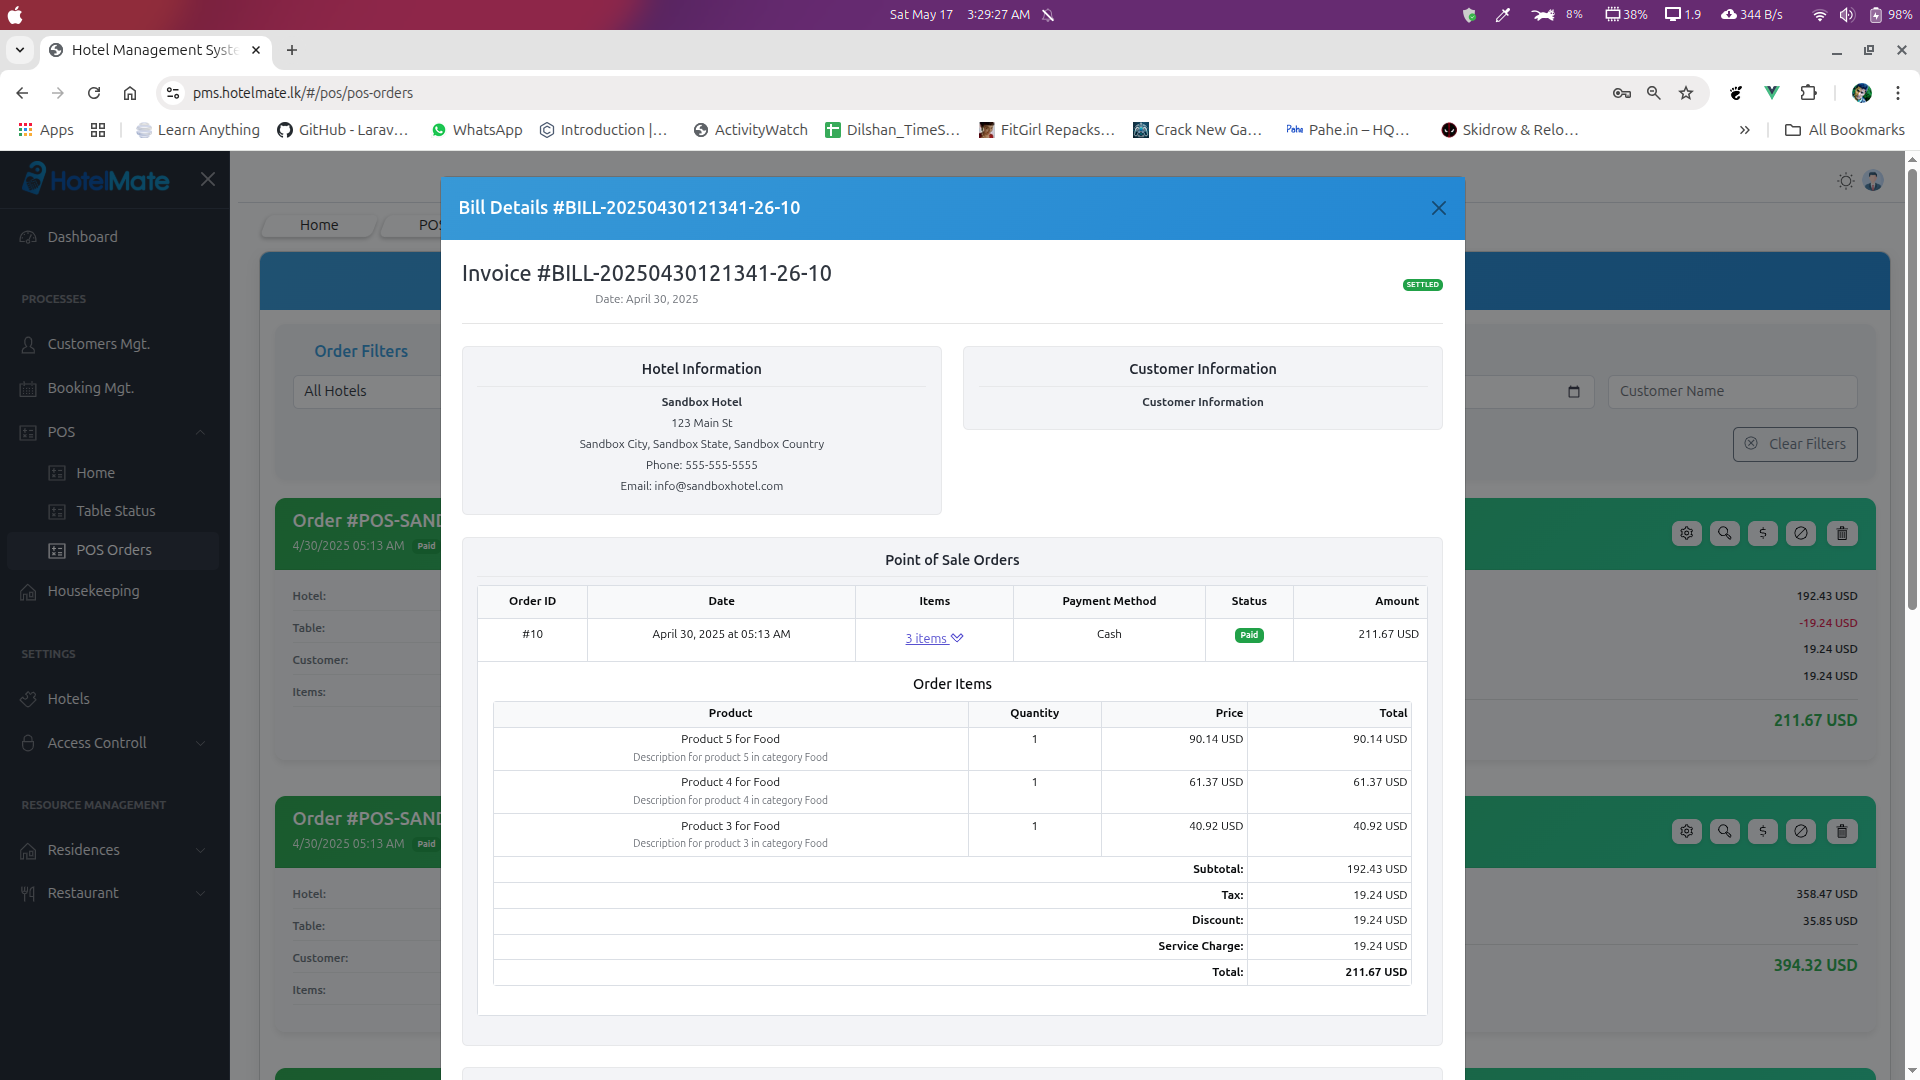 Sat May 17 3:29:27 AM
8% 38% 1.9 344 B/s 98%
Hotel Management Syste
pms.hotelmate.lk/#/pos/pos-orders
Apps Learn Anything GitHub - Larav… WhatsApp Introduction |… ActivityWatch Dilshan_TimeS… FitGirl Repacks… Crack New Ga… Pahe Pahe.in – HQ… Skidrow & Relo… » All Bookmarks
HotelMate
Dashboard
PROCESSES
Customers Mgt.
Booking Mgt.
POS
Home
Table Status
POS Orders
Housekeeping
SETTINGS
Hotels
Access Controll
RESOURCE MANAGEMENT
Residences
Restaurant
Home POS
Order Filters
All Hotels
Customer Name
Clear Filters
Order #POS-SAND
4/30/2025 05:13 AM Paid
Hotel:
Table:
Customer:
Items:
192.43 USD
-19.24 USD
19.24 USD
19.24 USD
211.67 USD
Order #POS-SAND
4/30/2025 05:13 AM Paid
Hotel:
Table:
Customer:
Items:
358.47 USD
35.85 USD
394.32 USD
Bill Details #BILL-20250430121341-26-10
Invoice #BILL-20250430121341-26-10
Date: April 30, 2025
SETTLED
Hotel Information
Sandbox Hotel
123 Main St
Sandbox City, Sandbox State, Sandbox Country
Phone: 555-555-5555
Email: info@sandboxhotel.com
Customer Information
Customer Information
Point of Sale Orders
Order ID Date Items Payment Method Status Amount
#10 April 30, 2025 at 05:13 AM 3 items Cash Paid 211.67 USD
Order Items
Product Quantity Price Total
Product 5 for Food 1 90.14 USD 90.14 USD
Description for product 5 in category Food
Product 4 for Food 1 61.37 USD 61.37 USD
Description for product 4 in category Food
Product 3 for Food 1 40.92 USD 40.92 USD
Description for product 3 in category Food
Subtotal: 192.43 USD
Tax: 19.24 USD
Discount: 19.24 USD
Service Charge: 19.24 USD
Total: 211.67 USD